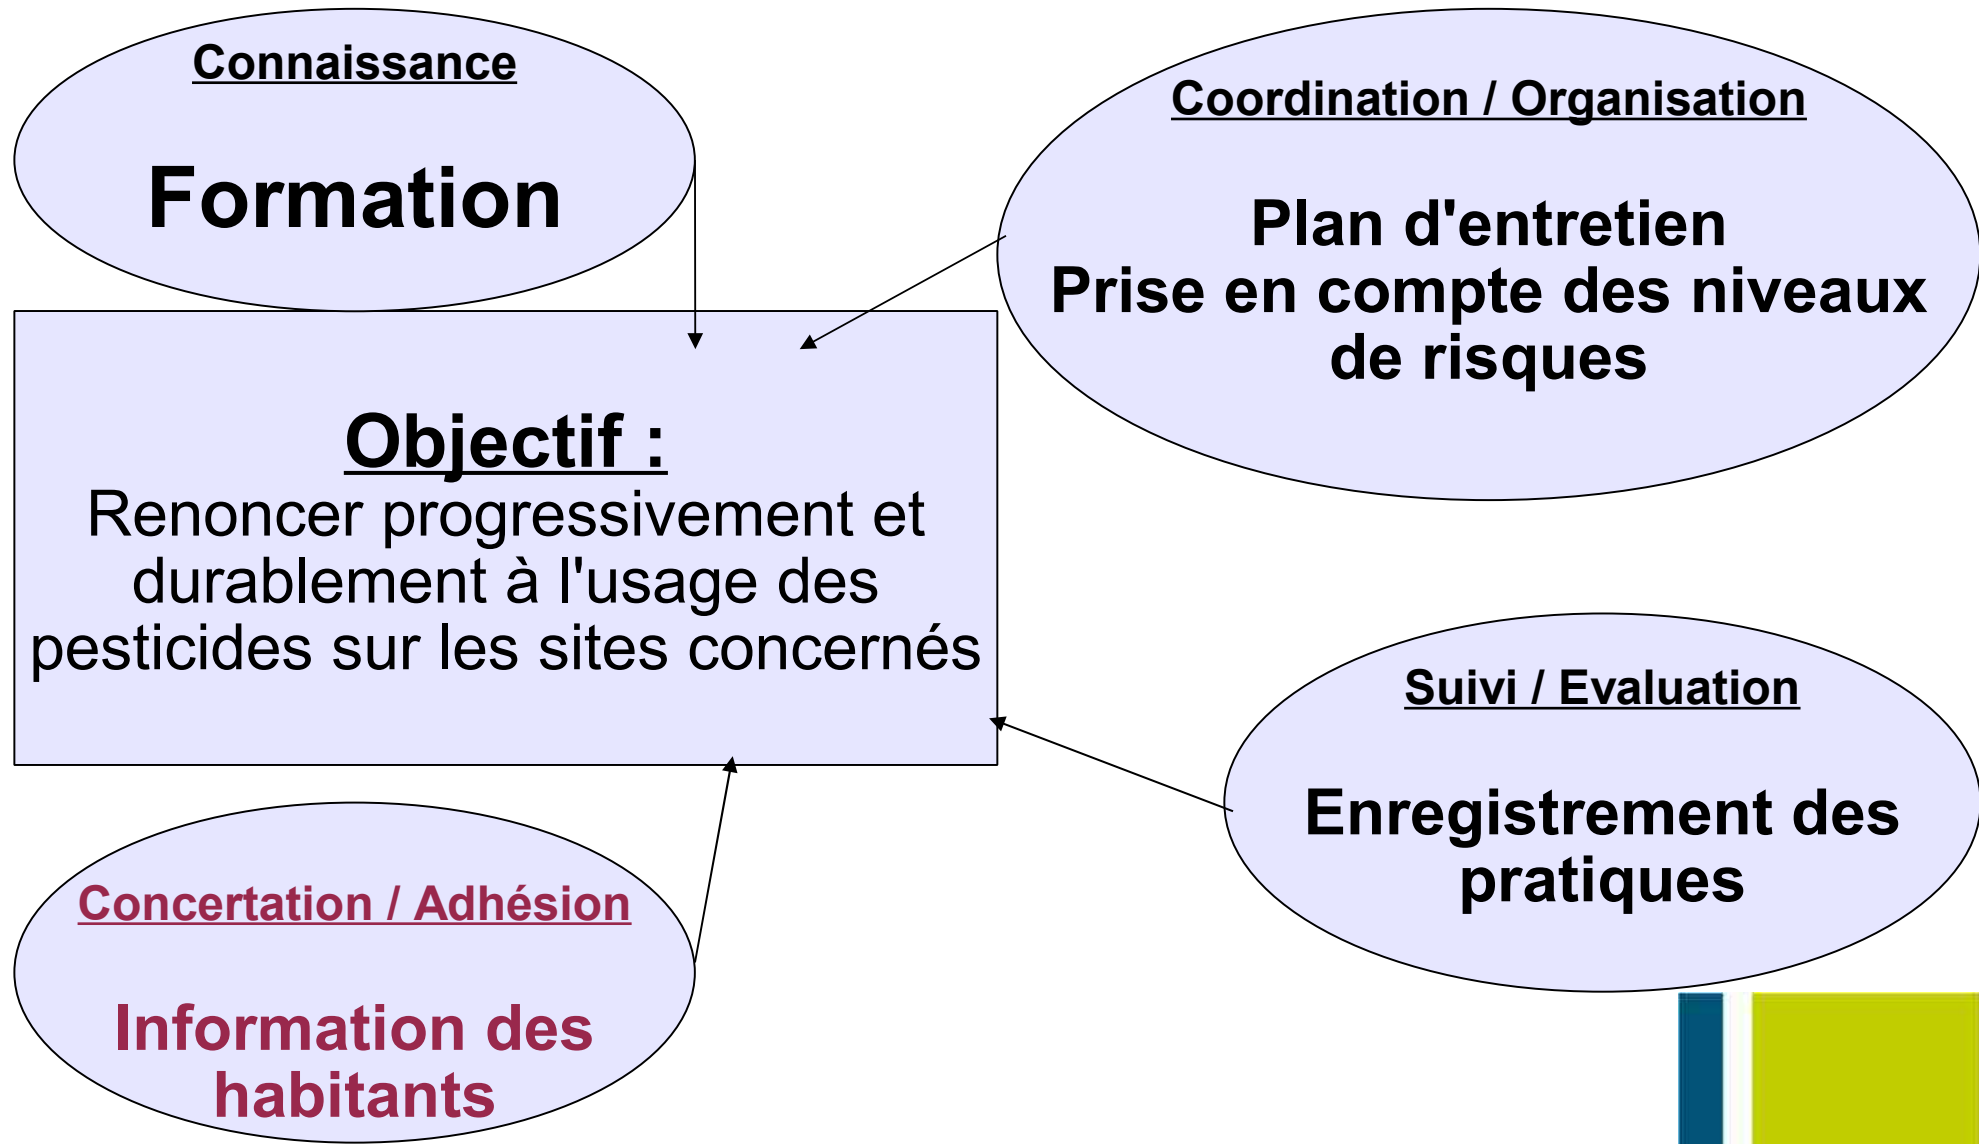 Connaissance
Formation
Coordination / Organisation
Plan d'entretien
Prise en compte des niveaux
de risques
Objectif :
Renoncer progressivement et
durablement à l'usage des
pesticides sur les sites concernés
Suivi / Evaluation
Enregistrement des
pratiques
Concertation / Adhésion
Information des
habitants